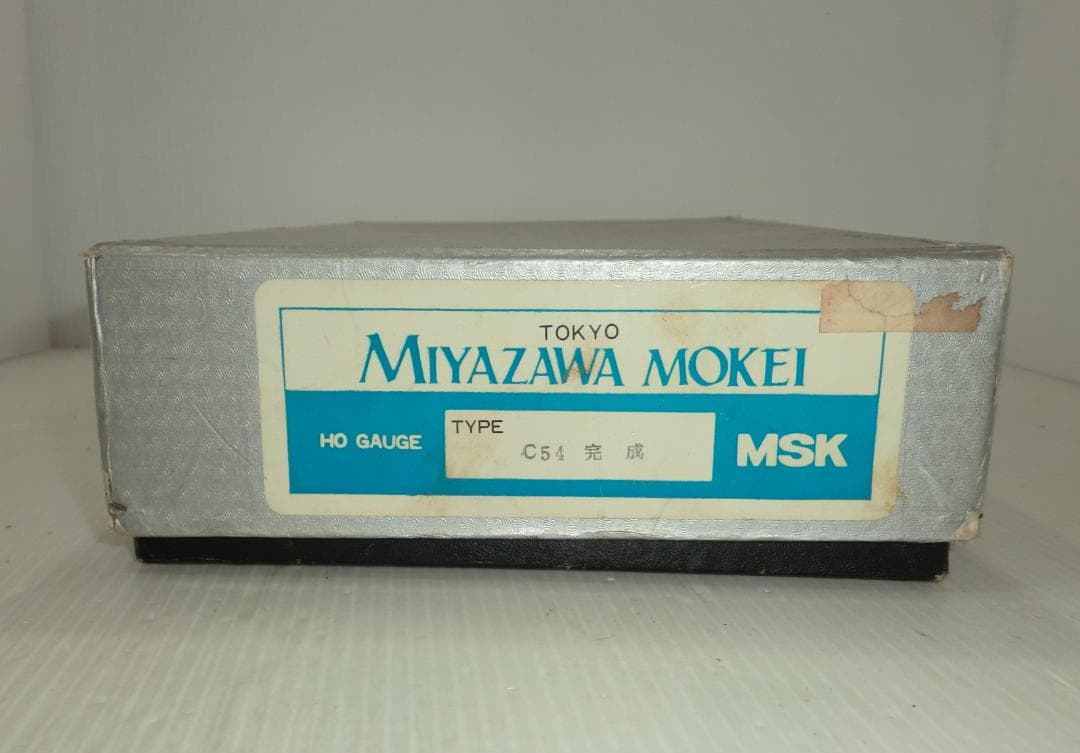 TOKYO
MIYAZAWA MOKEI
HO GAUGE
TYPE
C54 完成
MSK